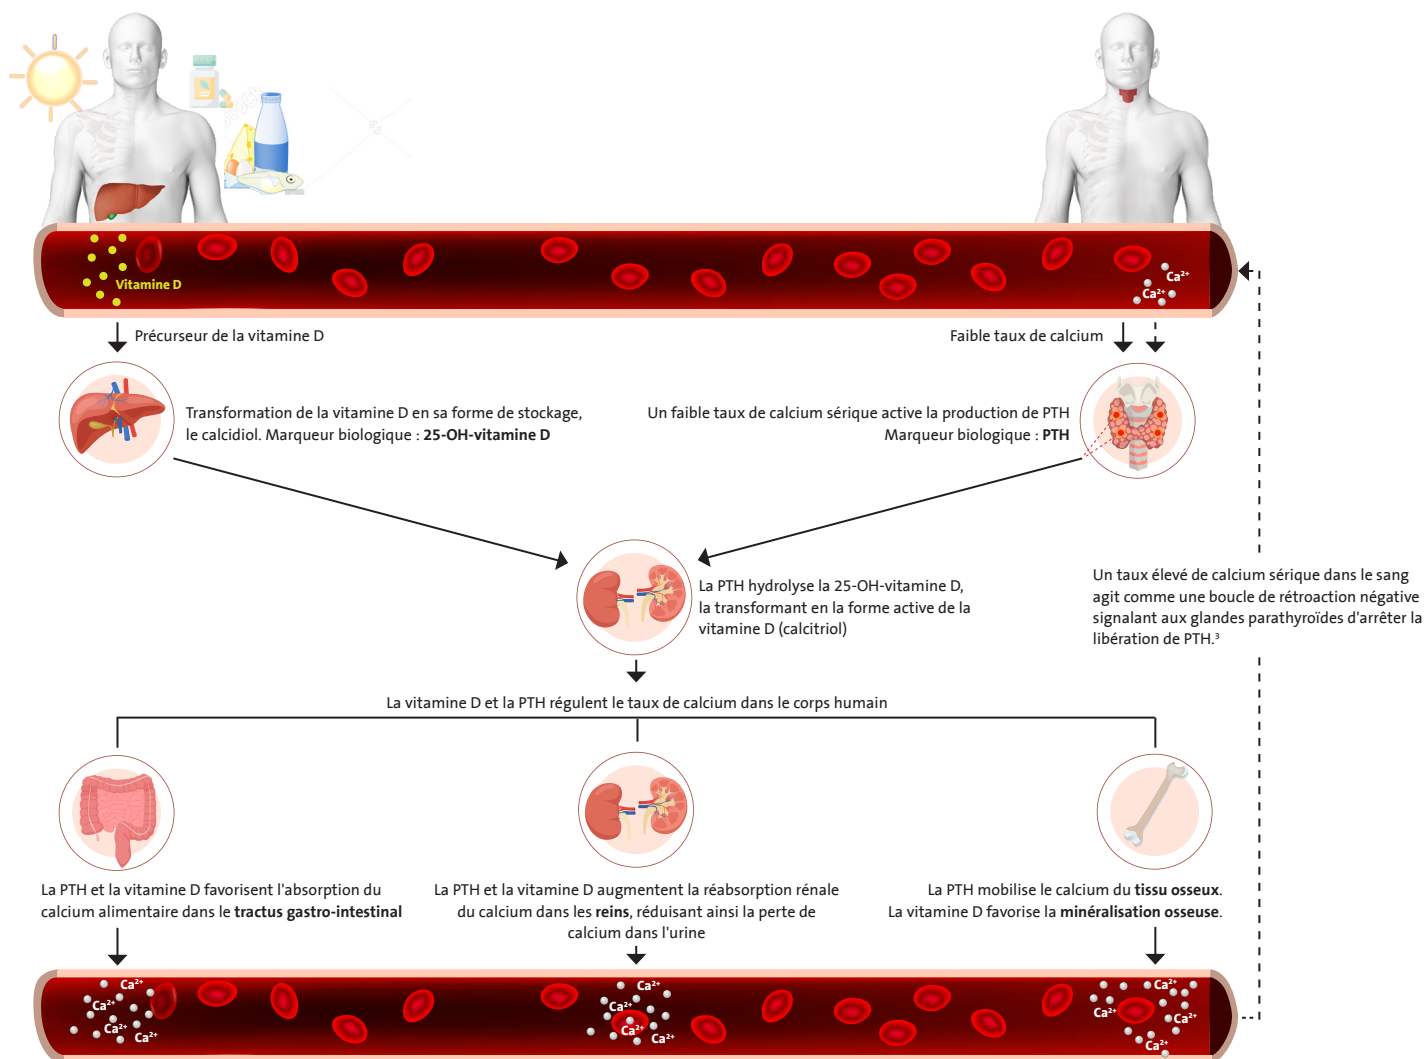 Vitamine D
Ca²⁺
Ca²⁺
Précurseur de la vitamine D
Faible taux de calcium
Transformation de la vitamine D en sa forme de stockage,
le calcidiol. Marqueur biologique : 25-OH-vitamine D
Un faible taux de calcium sérique active la production de PTH
Marqueur biologique : PTH
La PTH hydrolyse la 25-OH-vitamine D,
la transformant en la forme active de la
vitamine D (calcitriol)
Un taux élevé de calcium sérique dans le sang
agit comme une boucle de rétroaction négative
signalant aux glandes parathyroïdes d'arrêter la
libération de PTH.³
La vitamine D et la PTH régulent le taux de calcium dans le corps humain
La PTH et la vitamine D favorisent l'absorption du
calcium alimentaire dans le tractus gastro-intestinal
La PTH et la vitamine D augmentent la réabsorption rénale
du calcium dans les reins, réduisant ainsi la perte de
calcium dans l'urine
La PTH mobilise le calcium du tissu osseux.
La vitamine D favorise la minéralisation osseuse.
Ca²⁺
Ca²⁺
Ca²⁺
Ca²⁺
Ca²⁺
Ca²⁺
Ca²⁺
Ca²⁺
Ca²⁺
Ca²⁺
Ca²⁺
Ca²⁺